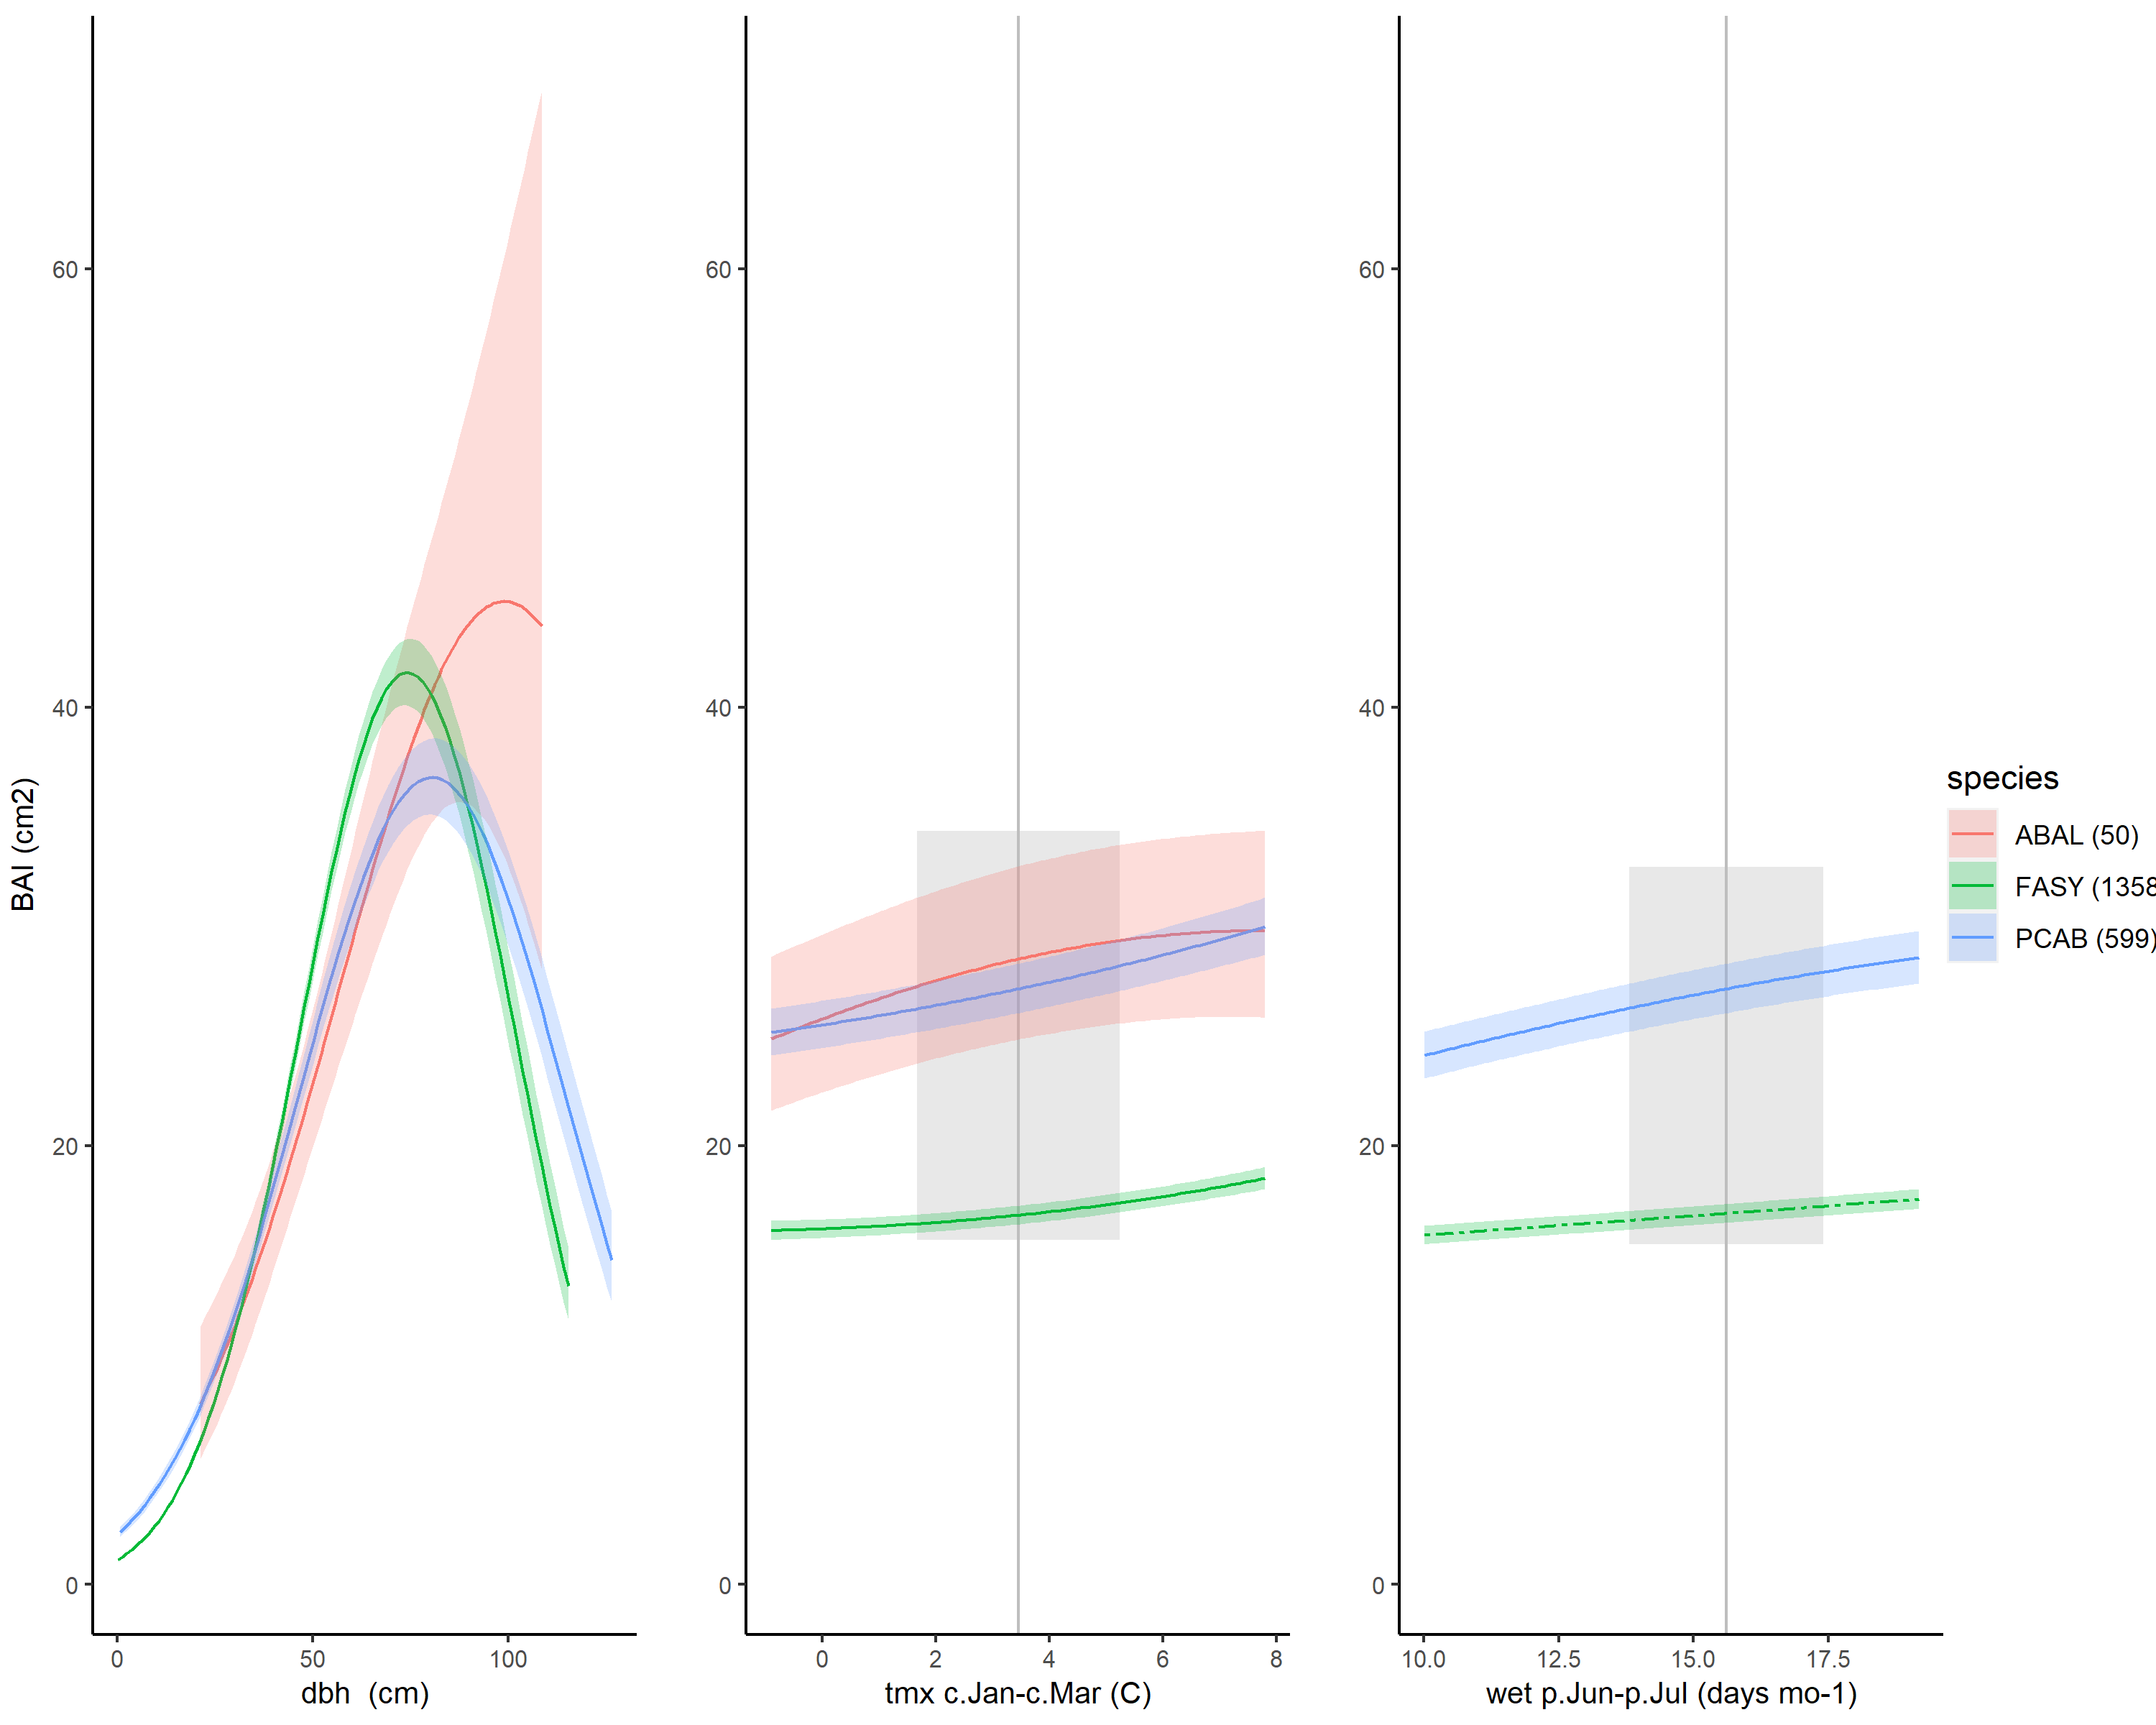 BAI (cm2)
60
40
20
0
0 50 100
dbh  (cm)
60
40
20
0
0 2 4 6 8
tmx c.Jan-c.Mar (C)
60
40
20
0
10.0 12.5 15.0 17.5
wet p.Jun-p.Jul (days mo-1)
species
ABAL (50)
FASY (1358
PCAB (599)